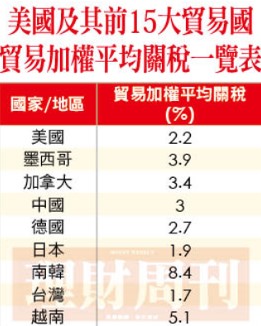 美國及其前15大貿易國
貿易加權平均關稅一覽表
國家/地區 貿易加權平均關稅
(%)
美國 2.2
墨西哥 3.9
加拿大 3.4
中國 3
德國 2.7
日本 1.9
南韓 8.4
台灣 1.7
越南 5.1
理財周刊